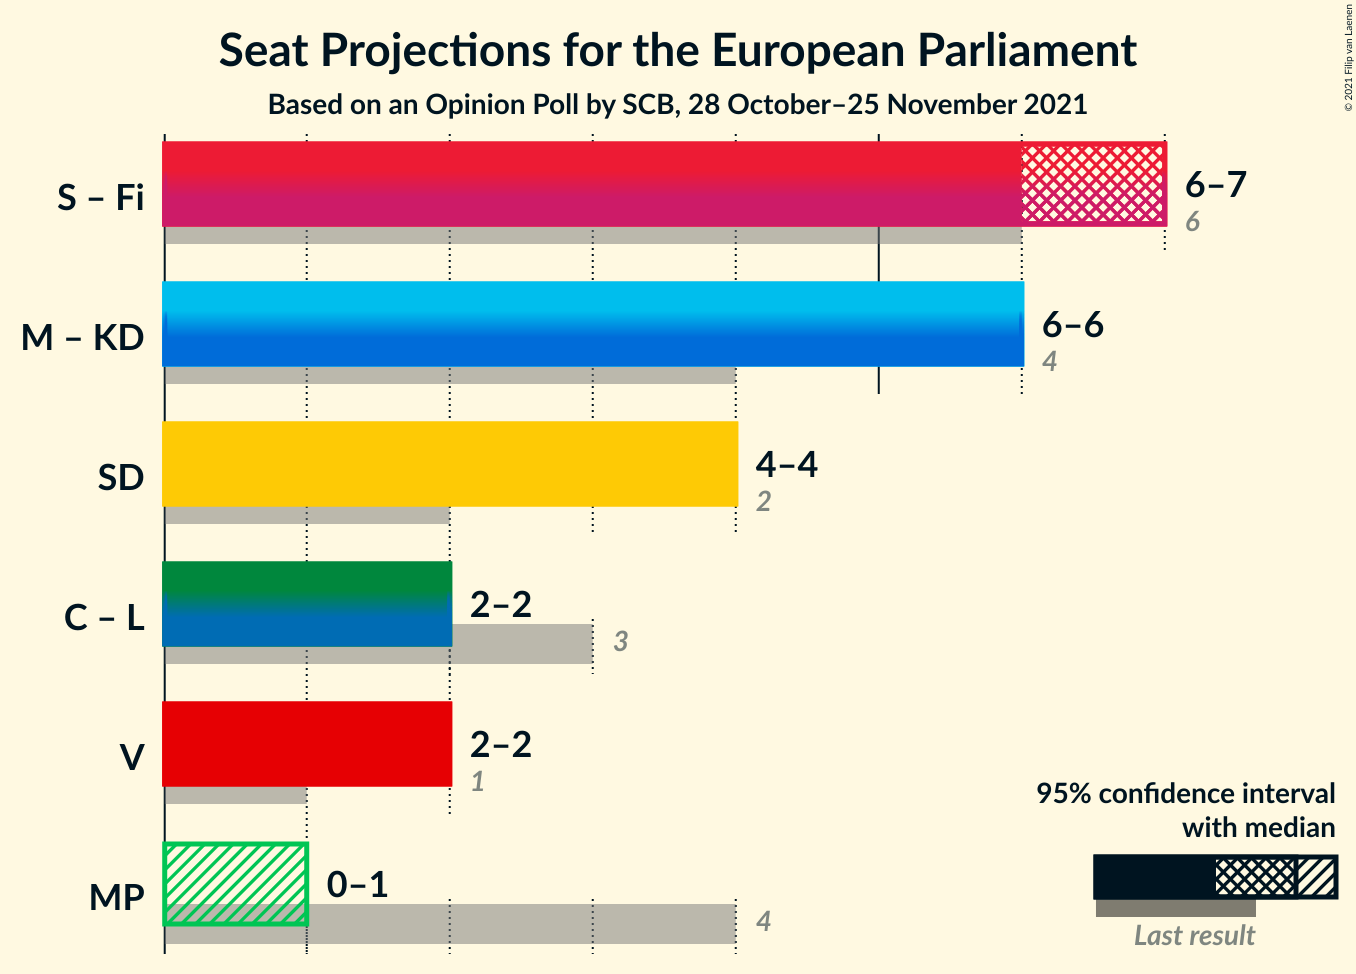 Seat Projections for the European Parliament
Based on an Opinion Poll by SCB, 28 October–25 November 2021
© 2021 Filip van Laenen
S – Fi
6–7
6
M – KD
6–6
4
SD
4–4
2
C – L
2–2
3
V
2–2
1
MP
0–1
4
95% confidence interval
with median
Last result